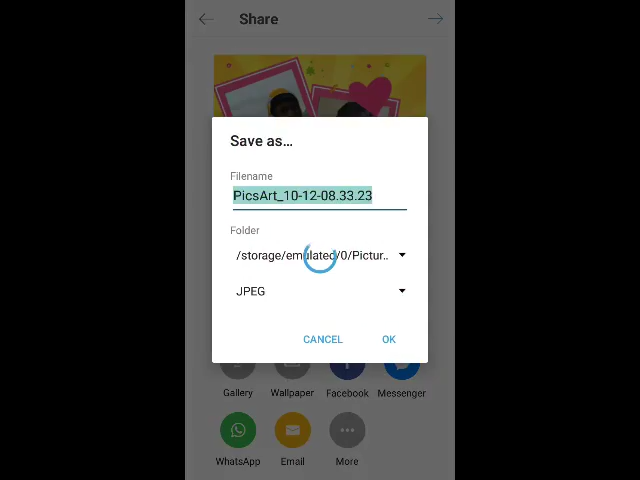 Share
Save as...
Filename
PicsArt_10-12-08.33.23
Folder
/storage/emulated/0/Pictur..
JPEG
CANCEL OK
Gallery Wallpaper Facebook Messenger
WhatsApp Email More